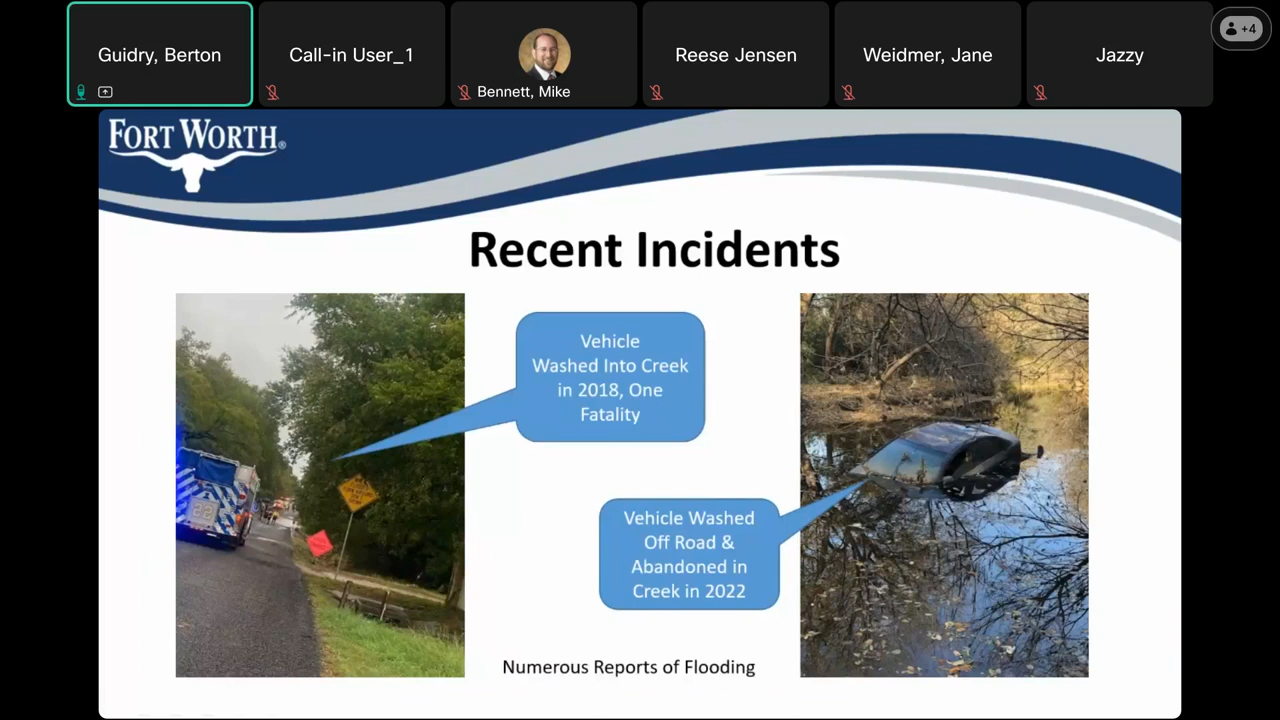 Guidry, Berton
Call-in User_1
Bennett, Mike
Reese Jensen
Weidmer, Jane
Jazzy
+4
FORT WORTH®
Recent Incidents
Vehicle
Washed Into Creek
in 2018, One
Fatality
Vehicle Washed
Off Road &
Abandoned in
Creek in 2022
Numerous Reports of Flooding